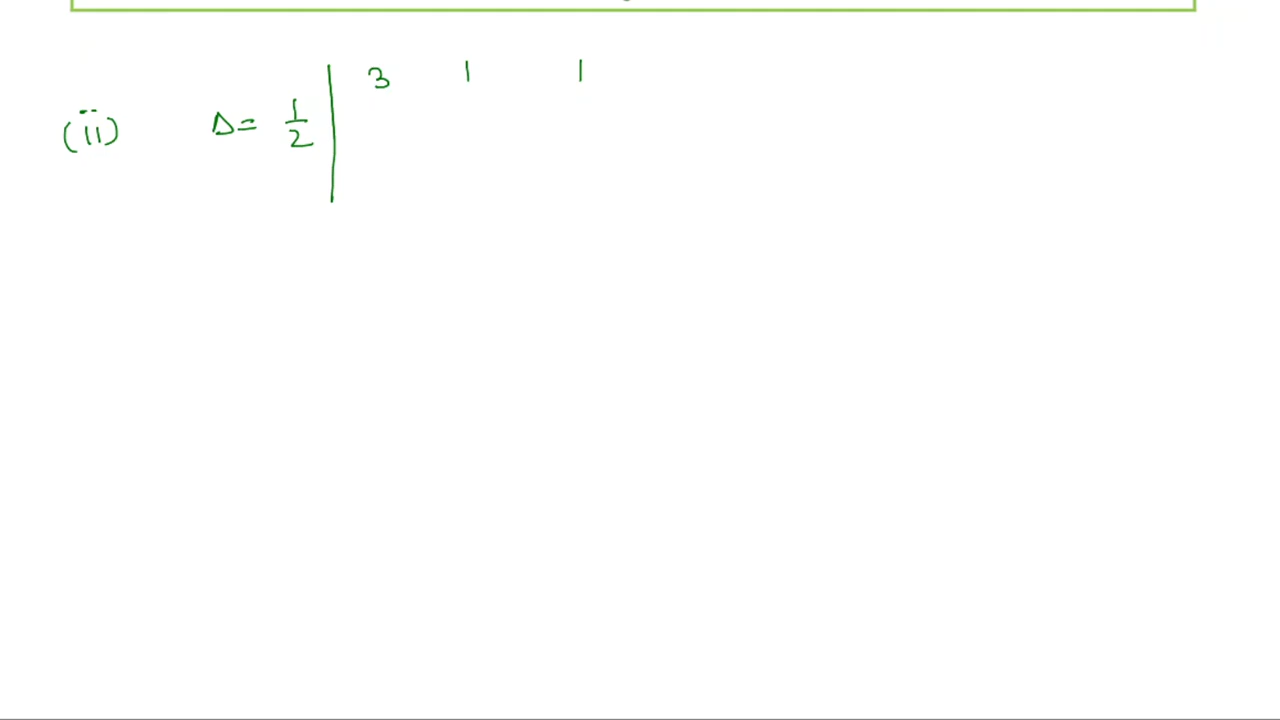 (ii) Δ = 1/2 | 3 1 1